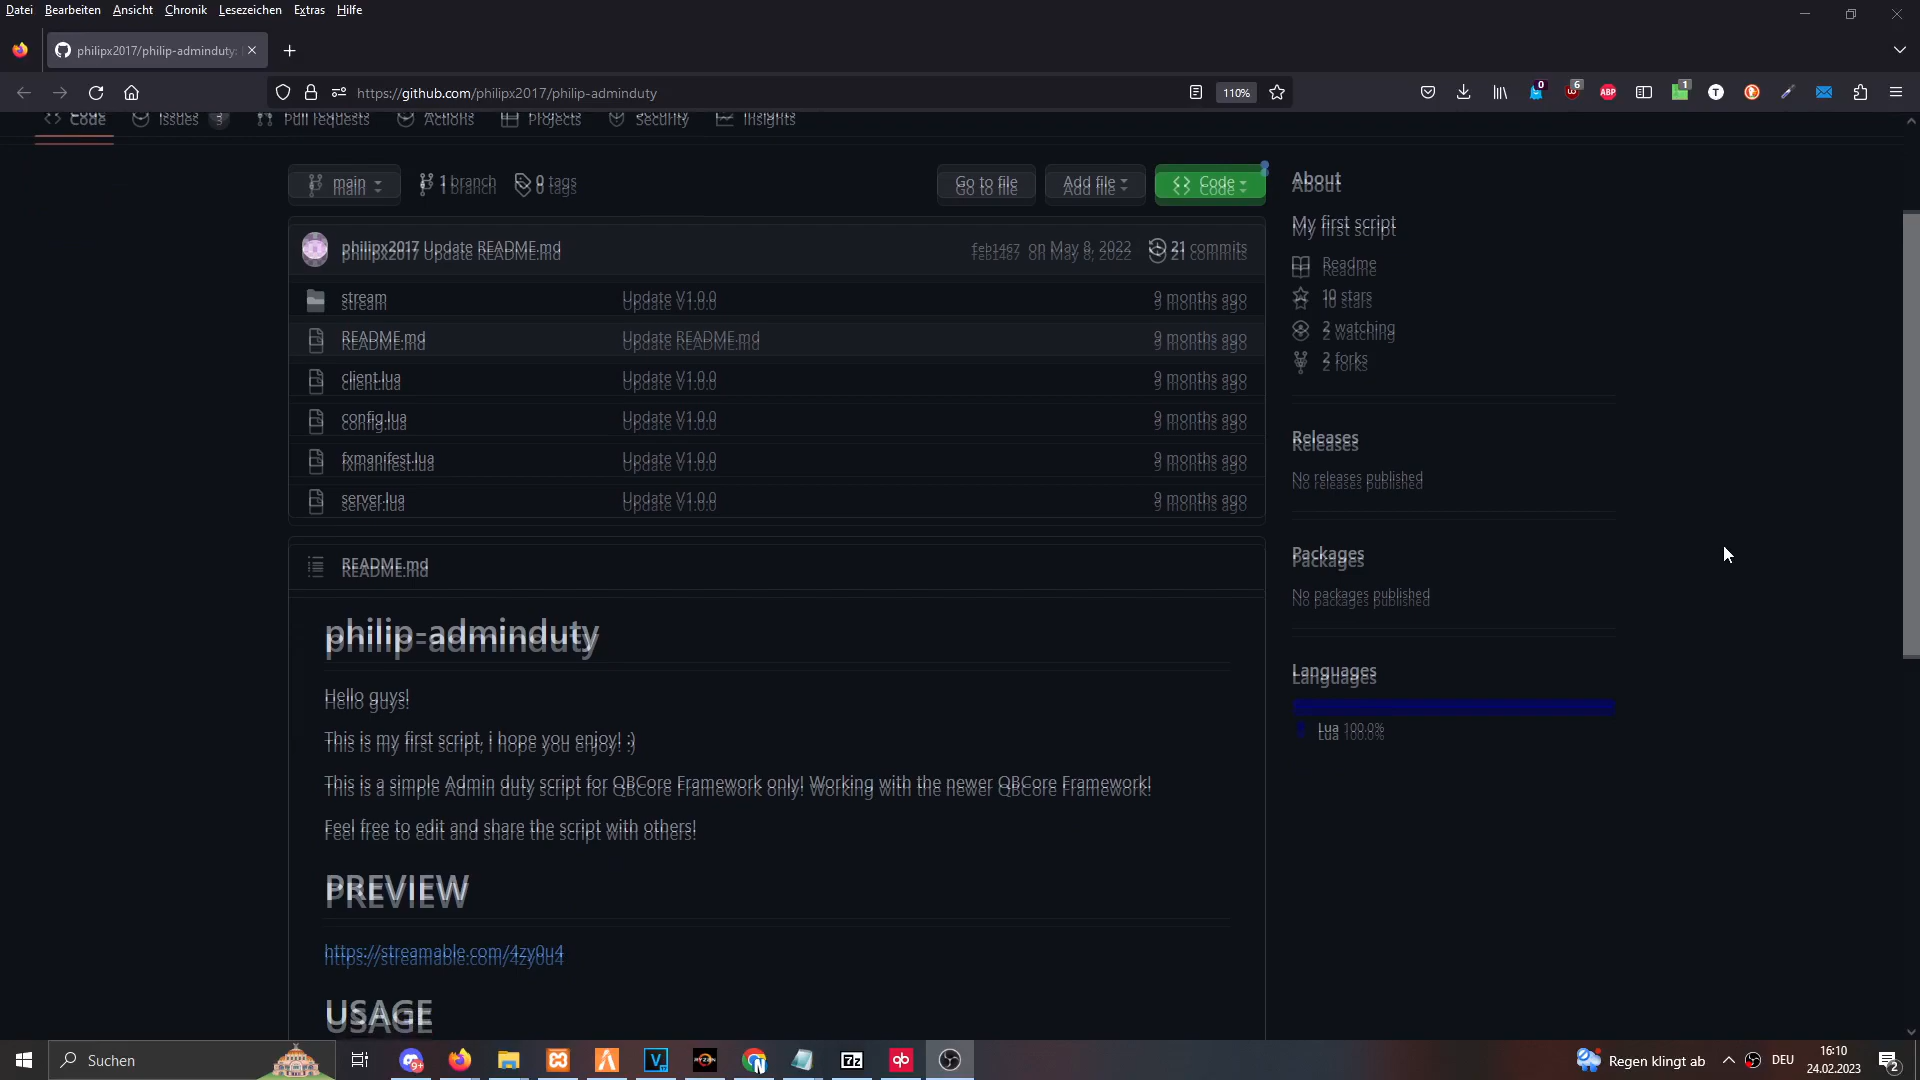 Datei Bearbeiten Ansicht Chronik Lesezeichen Extras Hilfe
philipx2017/philip-adminduty:
https://github.com/philipx2017/philip-adminduty
110%
0
6
ABP
1
T
Code Issues 3 Pull requests Actions Projects Security Insights
main 1 branch 0 tags Go to file Add file Code
philipx2017 Update README.md feb1467 on May 8, 2022 21 commits
stream Update V1.0.0 9 months ago
README.md Update README.md 9 months ago
client.lua Update V1.0.0 9 months ago
config.lua Update V1.0.0 9 months ago
fxmanifest.lua Update V1.0.0 9 months ago
server.lua Update V1.0.0 9 months ago
README.md
philip-adminduty
Hello guys!
This is my first script, i hope you enjoy! :)
This is a simple Admin duty script for QBCore Framework only! Working with the newer QBCore Framework!
Feel free to edit and share the script with others!
PREVIEW
https://streamable.com/4zy0u4
USAGE
About
My first script
Readme
10 stars
2 watching
2 forks
Releases
No releases published
Packages
No packages published
Languages
Lua 100.0%
Suchen
9+
V
N
7z
qb
Regen klingt ab
DEU
16:10
24.02.2023
2